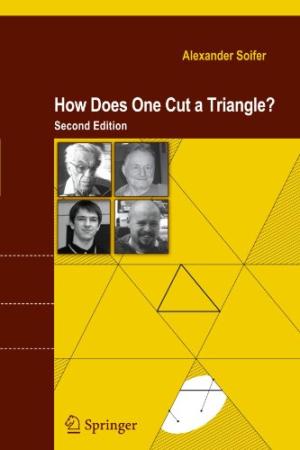 Alexander Soifer
How Does One Cut a Triangle?
Second Edition
Springer